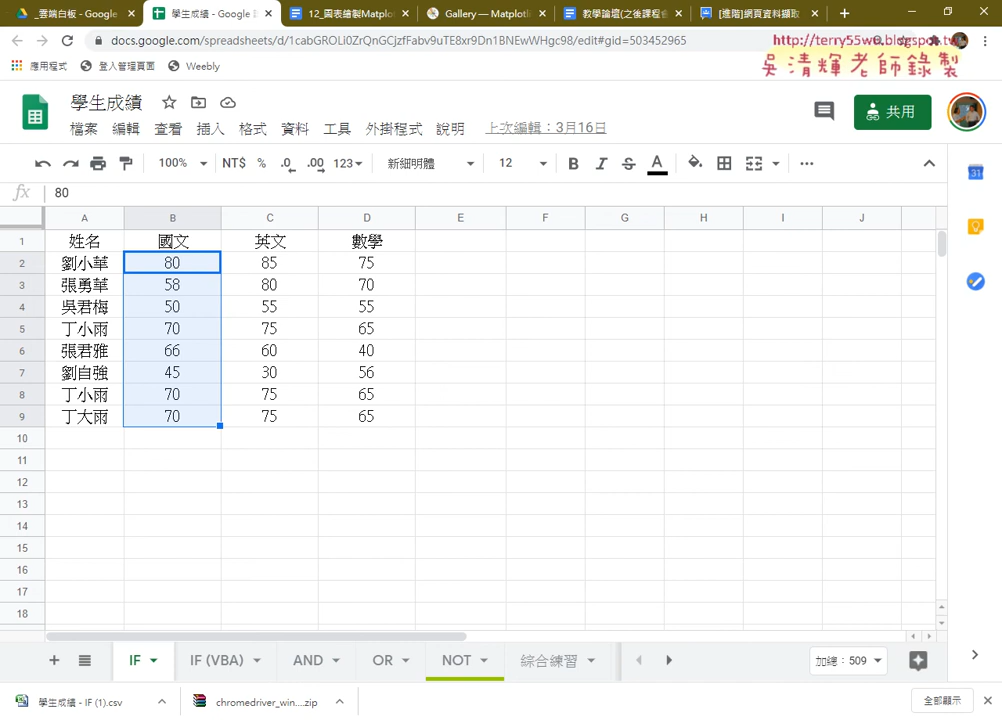 _雲端白板 - Google
學生成績 - Google
12_圖表繪製Matplo
Gallery — Matplotli
教學論壇(之後課程會
[進階]網頁資料擷取
docs.google.com/spreadsheets/d/1cabGROLi0ZrQnGCjzfFabv9uTE8xr9Dn1BNEwWHgc98/edit#gid=503452965
http://terry55wu.blogspot.tw
吳清輝老師錄製
應用程式 登入管理頁面 Weebly
學生成績
檔案 編輯 查看 插入 格式 資料 工具 外掛程式 說明 上次編輯：3月16日
共用
100% NT$ % .0 .00 123 新細明體 12 B I S A
fx 80
A B C D E F G H I J
1 姓名 國文 英文 數學
2 劉小華 80 85 75
3 張勇華 58 80 70
4 吳君梅 50 55 55
5 丁小雨 70 75 65
6 張君雅 66 60 40
7 劉自強 45 30 56
8 丁小雨 70 75 65
9 丁大雨 70 75 65
10
11
12
13
14
15
16
17
18
31
IF IF (VBA) AND OR NOT 綜合練習 加總：509
學生成績 - IF (1).csv chromedriver_win....zip 全部顯示